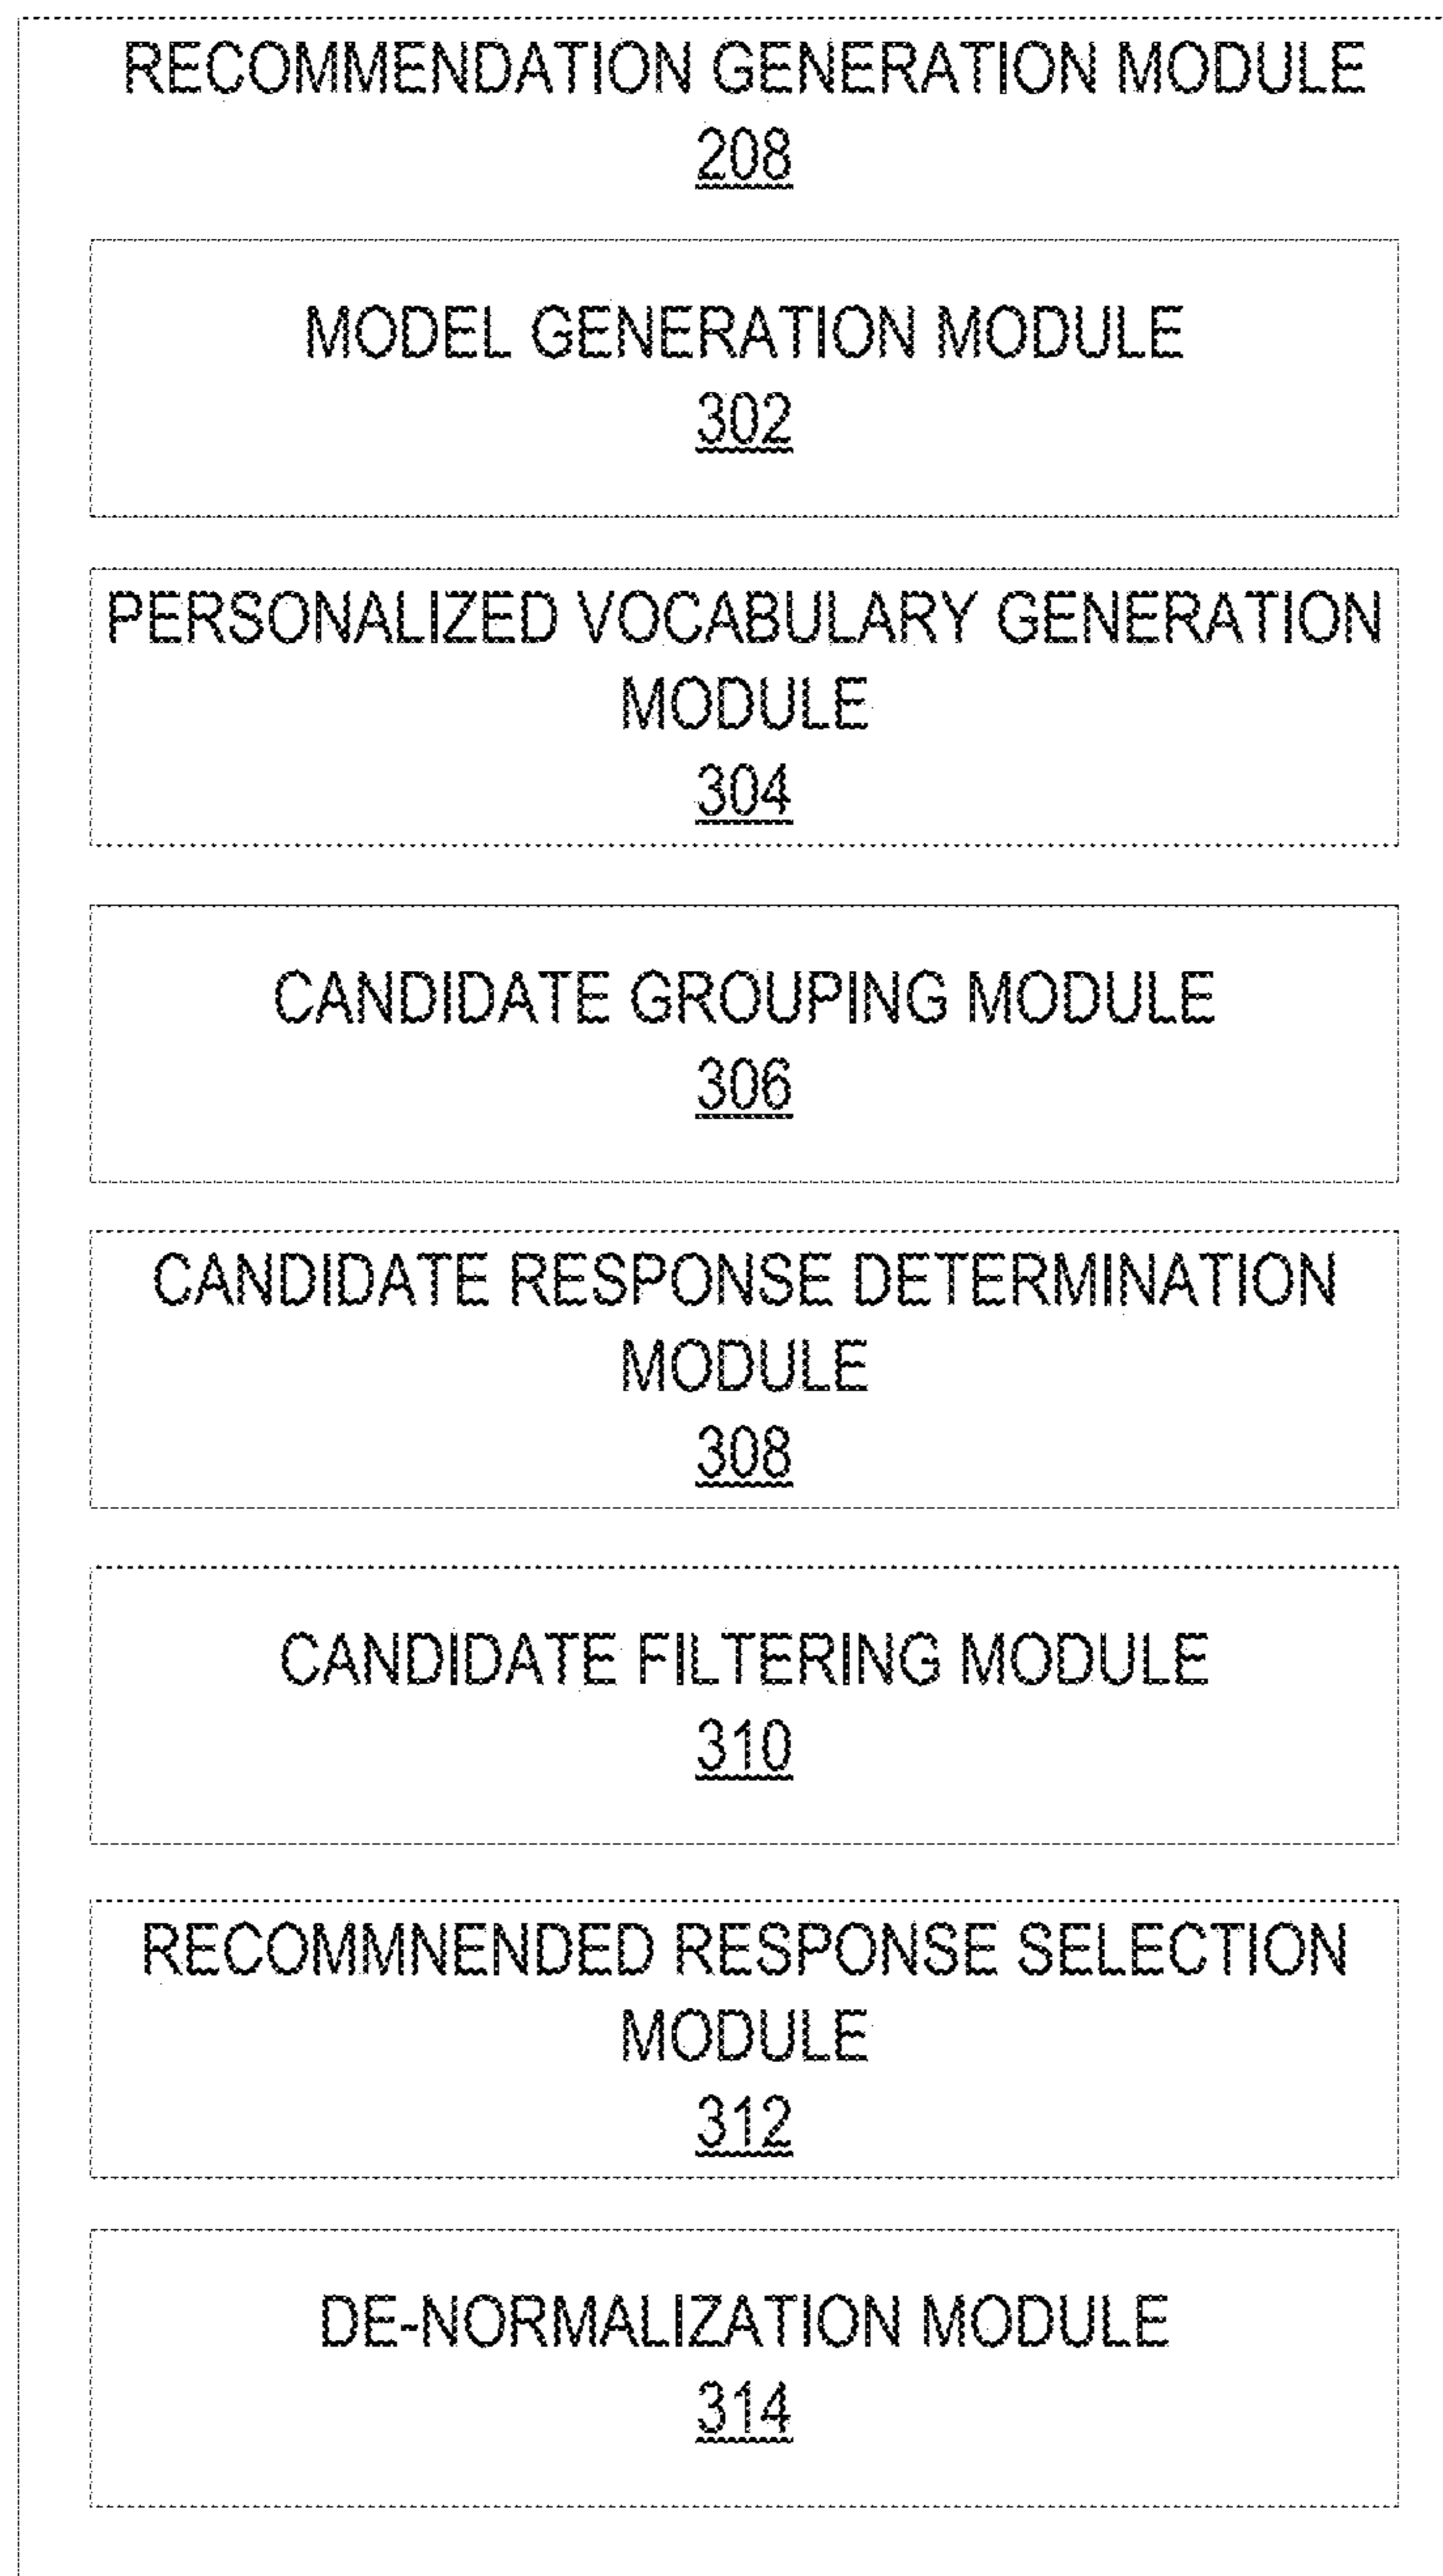 RECOMMENDATION GENERATION MODULE
208
MODEL GENERATION MODULE
302
PERSONALIZED VOCABULARY GENERATION
MODULE
304
CANDIDATE GROUPING MODULE
306
CANDIDATE RESPONSE DETERMINATION
MODULE
308
CANDIDATE FILTERING MODULE
310
RECOMMNENDED RESPONSE SELECTION
MODULE
312
DE-NORMALIZATION MODULE
314